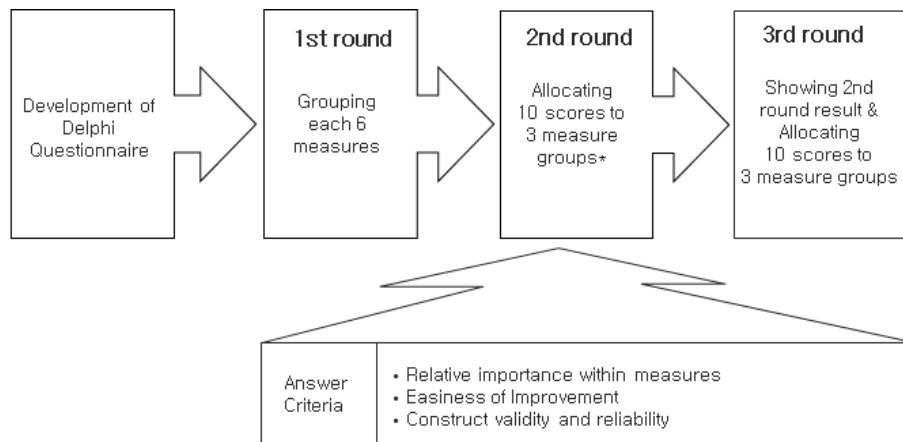 Development of
Delphi
Questionnaire
1st round
Grouping
each 6
measures
2nd round
Allocating
10 scores to
3 measure
groups*
3rd round
Showing 2nd
round result &
Allocating
10 scores to
3 measure groups
Answer
Criteria
• Relative importance within measures
• Easiness of Improvement
• Construct validity and reliability